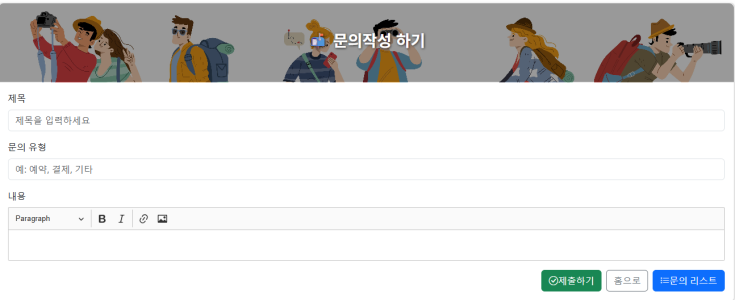 문의작성 하기
제목
제목을 입력하세요
문의 유형
예: 예약, 결제, 기타
내용
Paragraph B I
제출하기 홈으로 문의 리스트